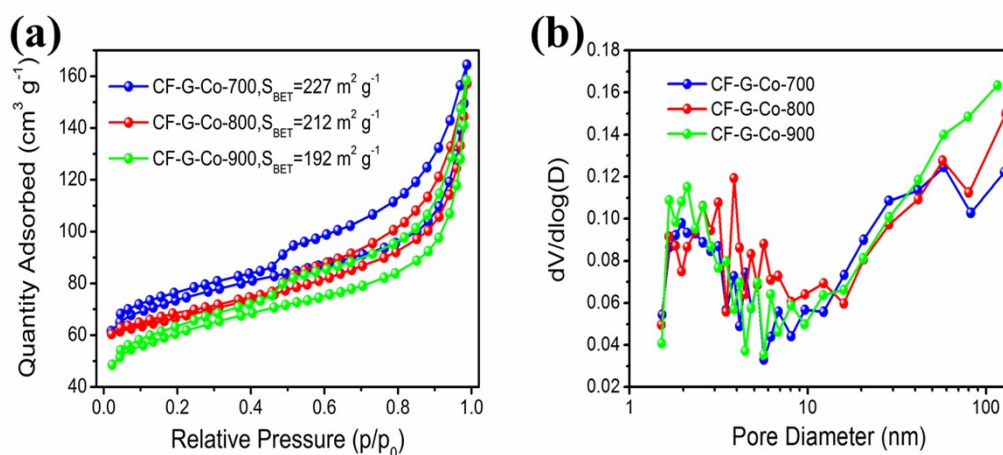 (a)
Quantity Adsorbed (cm³ g⁻¹)
160
140
120
100
80
60
40
CF-G-Co-700,S_BET=227 m² g⁻¹
CF-G-Co-800,S_BET=212 m² g⁻¹
CF-G-Co-900,S_BET=192 m² g⁻¹
0.0 0.2 0.4 0.6 0.8 1.0
Relative Pressure (p/p₀)
(b)
dV/dlog(D)
0.18
0.16
0.14
0.12
0.10
0.08
0.06
0.04
0.02
CF-G-Co-700
CF-G-Co-800
CF-G-Co-900
1 10 100
Pore Diameter (nm)